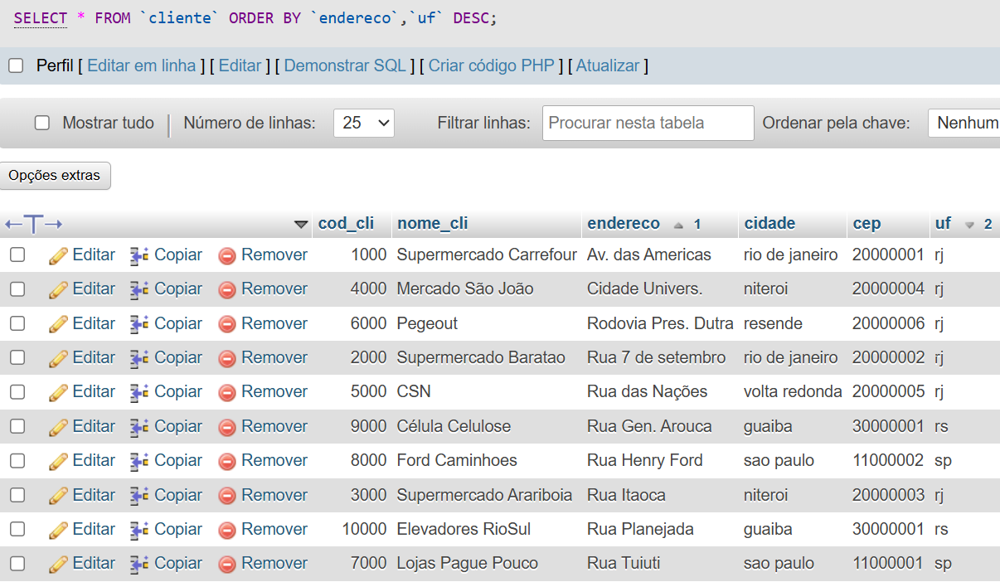 SELECT * FROM `cliente` ORDER BY `endereco`,`uf` DESC;
Perfil [ Editar em linha ] [ Editar ] [ Demonstrar SQL ] [ Criar código PHP ] [ Atualizar ]
Mostrar tudo | Número de linhas: 25 Filtrar linhas: Procurar nesta tabela Ordenar pela chave: Nenhum
Opções extras
cod_cli nome_cli endereco 1 cidade cep uf 2
Editar Copiar Remover 1000 Supermercado Carrefour Av. das Americas rio de janeiro 20000001 rj
Editar Copiar Remover 4000 Mercado São João Cidade Univers. niteroi 20000004 rj
Editar Copiar Remover 6000 Pegeout Rodovia Pres. Dutra resende 20000006 rj
Editar Copiar Remover 2000 Supermercado Baratao Rua 7 de setembro rio de janeiro 20000002 rj
Editar Copiar Remover 5000 CSN Rua das Nações volta redonda 20000005 rj
Editar Copiar Remover 9000 Célula Celulose Rua Gen. Arouca guaiba 30000001 rs
Editar Copiar Remover 8000 Ford Caminhoes Rua Henry Ford sao paulo 11000002 sp
Editar Copiar Remover 3000 Supermercado Arariboia Rua Itaoca niteroi 20000003 rj
Editar Copiar Remover 10000 Elevadores RioSul Rua Planejada guaiba 30000001 rs
Editar Copiar Remover 7000 Lojas Pague Pouco Rua Tuiuti sao paulo 11000001 sp